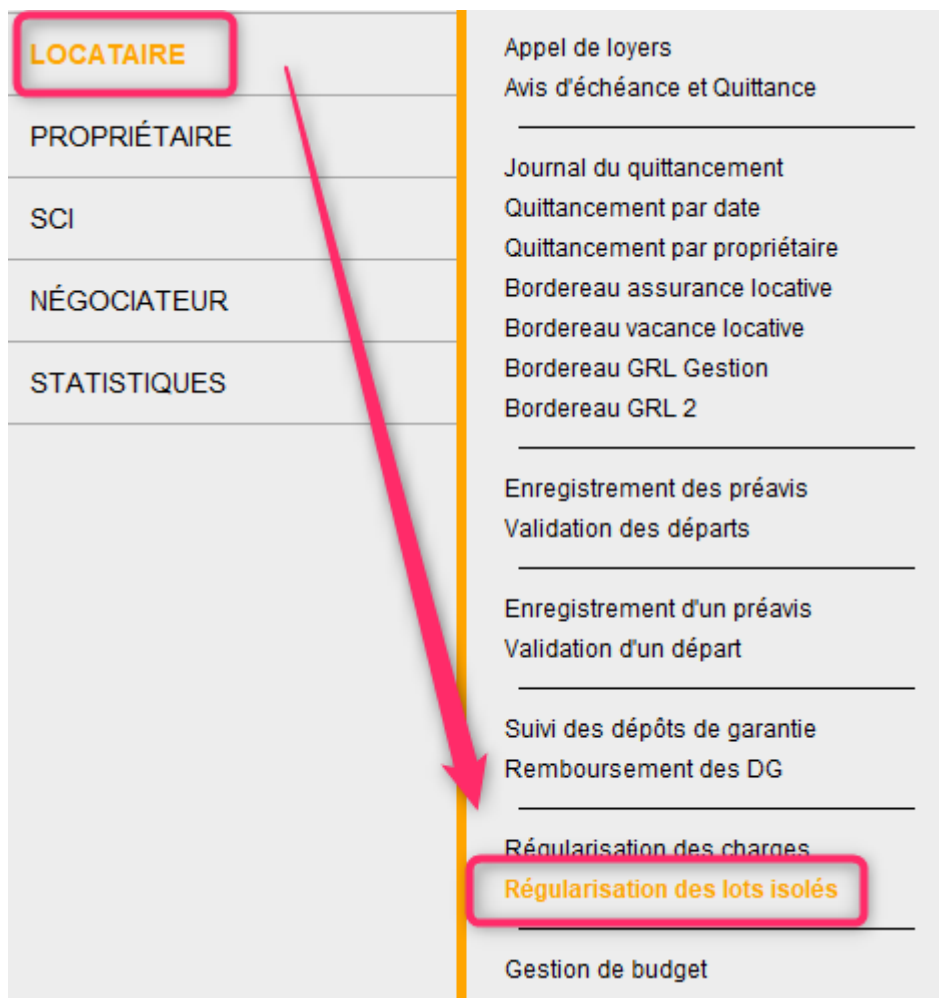 LOCATAIRE
PROPRIÉTAIRE
SCI
NÉGOCIATEUR
STATISTIQUES
Appel de loyers
Avis d'échéance et Quittance
Journal du quittancement
Quittancement par date
Quittancement par propriétaire
Bordereau assurance locative
Bordereau vacance locative
Bordereau GRL Gestion
Bordereau GRL 2
Enregistrement des préavis
Validation des départs
Enregistrement d'un préavis
Validation d'un départ
Suivi des dépôts de garantie
Remboursement des DG
Régularisation des charges
Régularisation des lots isolés
Gestion de budget